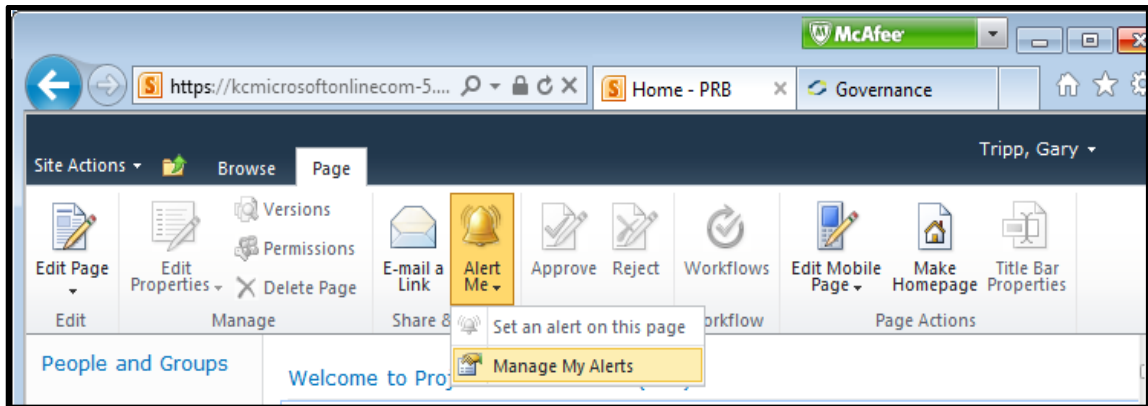 McAfee
https://kcmicrosoftonlinecom-5....
Home - PRB
Governance
Tripp, Gary
Site Actions
Browse
Page
Edit Page
Edit
Properties
Versions
Permissions
Delete Page
E-mail a
Link
Alert
Me
Approve
Reject
Workflows
Edit Mobile
Page
Make
Homepage
Title Bar
Properties
Edit
Manage
Share &
Page Actions
Set an alert on this page
Manage My Alerts
People and Groups
Welcome to